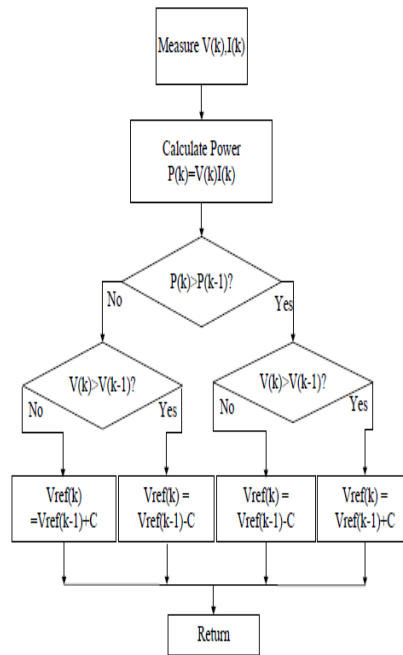 Measure V(k),I(k)
Calculate Power
P(k)=V(k)I(k)
P(k)>P(k-1)?
No
Yes
V(k)>V(k-1)?
V(k)>V(k-1)?
No
Yes
No
Yes
Vref(k)
=Vref(k-1)+C
Vref(k) =
Vref(k-1)-C
Vref(k) =
Vref(k-1)-C
Vref(k) =
Vref(k-1)+C
Return